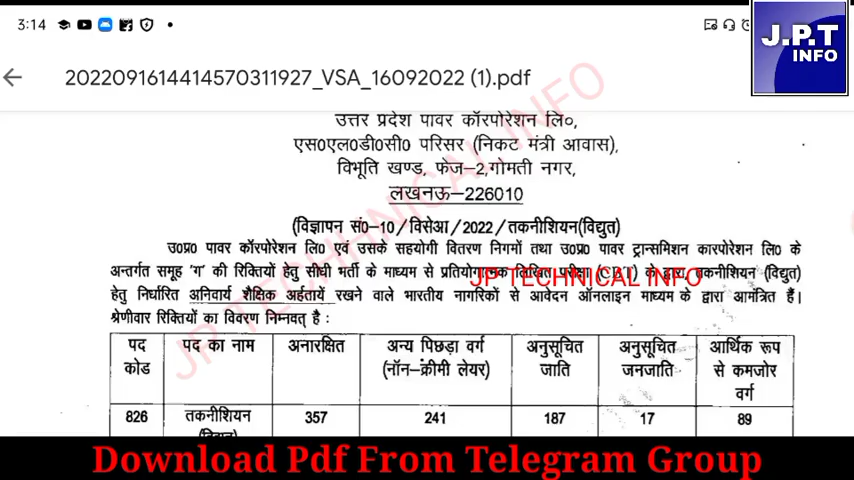 3:14
J.P.T
INFO
20220916144145703​11927_VSA_16092022 (1).pdf
उत्तर प्रदेश पावर कॉरपोरेशन लि०,
एस0एल0डी0सी0 परिसर (निकट मंत्री आवास),
विभूति खण्ड, फेज-2,गोमती नगर,
लखनऊ-226010
(विज्ञापन सं0-10/विसेआ/2022/तकनीशियन(विद्युत)
उ0प्र0 पावर कॉरपोरेशन लि0 एवं उसके सहयोगी वितरण निगमों तथा उ0प्र0 पावर ट्रान्समिशन कारपोरेशन लि0 के
अन्तर्गत समूह 'ग' की रिक्तियों हेतु सीधी भर्ती के माध्यम से प्रतियोगात्मक लिखित परीक्षा (CBT) के द्वारा, तकनीशियन (विद्युत)
JP TECHNICAL INFO
हेतु निर्धारित अनिवार्य शैक्षिक अर्हतायें रखने वाले भारतीय नागरिकों से आवेदन ऑनलाइन माध्यम के द्वारा आमंत्रित हैं।
श्रेणीवार रिक्तियों का विवरण निम्नवत् है :
पद कोड पद का नाम अनारक्षित अन्य पिछड़ा वर्ग (नॉन-क्रीमी लेयर) अनुसूचित जाति अनुसूचित जनजाति आर्थिक रूप से कमजोर वर्ग
826 तकनीशियन 357 241 187 17 89
(विद्युत)
JP TECHHNICAL INFO
Download Pdf From Telegram Group